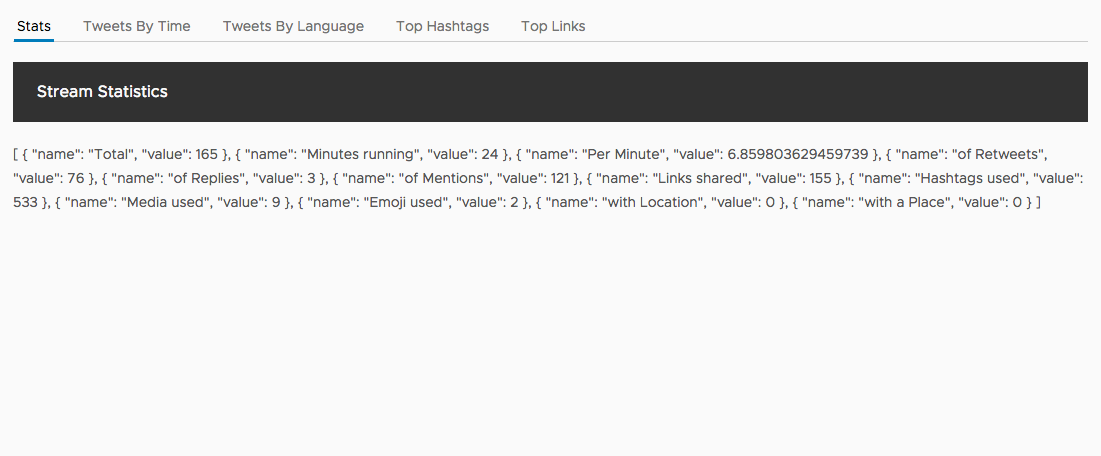 Stats Tweets By Time Tweets By Language Top Hashtags Top Links
Stream Statistics
[ { "name": "Total", "value": 165 }, { "name": "Minutes running", "value": 24 }, { "name": "Per Minute", "value": 6.859803629459739 }, { "name": "of Retweets",
"value": 76 }, { "name": "of Replies", "value": 3 }, { "name": "of Mentions", "value": 121 }, { "name": "Links shared", "value": 155 }, { "name": "Hashtags used", "value":
533 }, { "name": "Media used", "value": 9 }, { "name": "Emoji used", "value": 2 }, { "name": "with Location", "value": 0 }, { "name": "with a Place", "value": 0 } ]